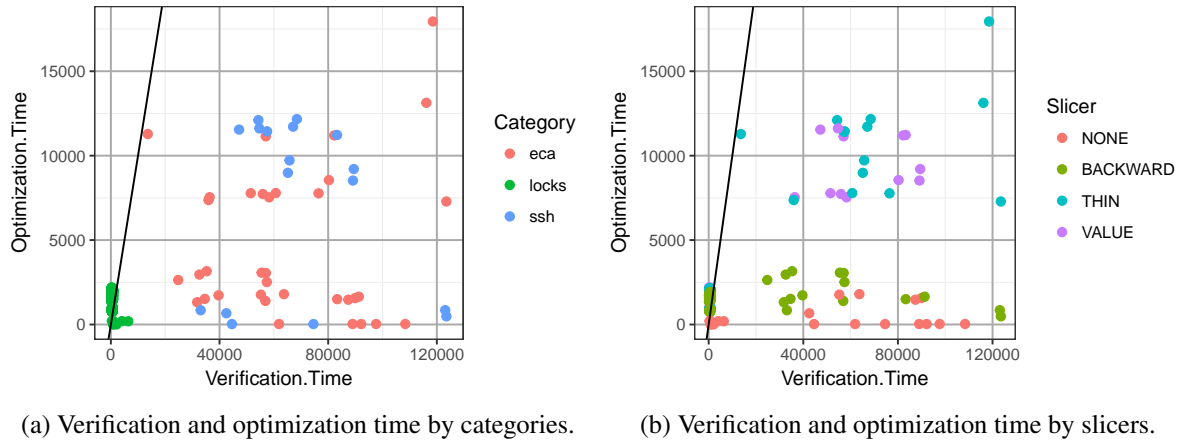 15000
10000
5000
0
0
40000
80000
120000
Verification.Time
Optimization.Time
Category
eca
locks
ssh
(a) Verification and optimization time by categories.
15000
10000
5000
0
0
40000
80000
120000
Verification.Time
Optimization.Time
Slicer
NONE
BACKWARD
THIN
VALUE
(b) Verification and optimization time by slicers.